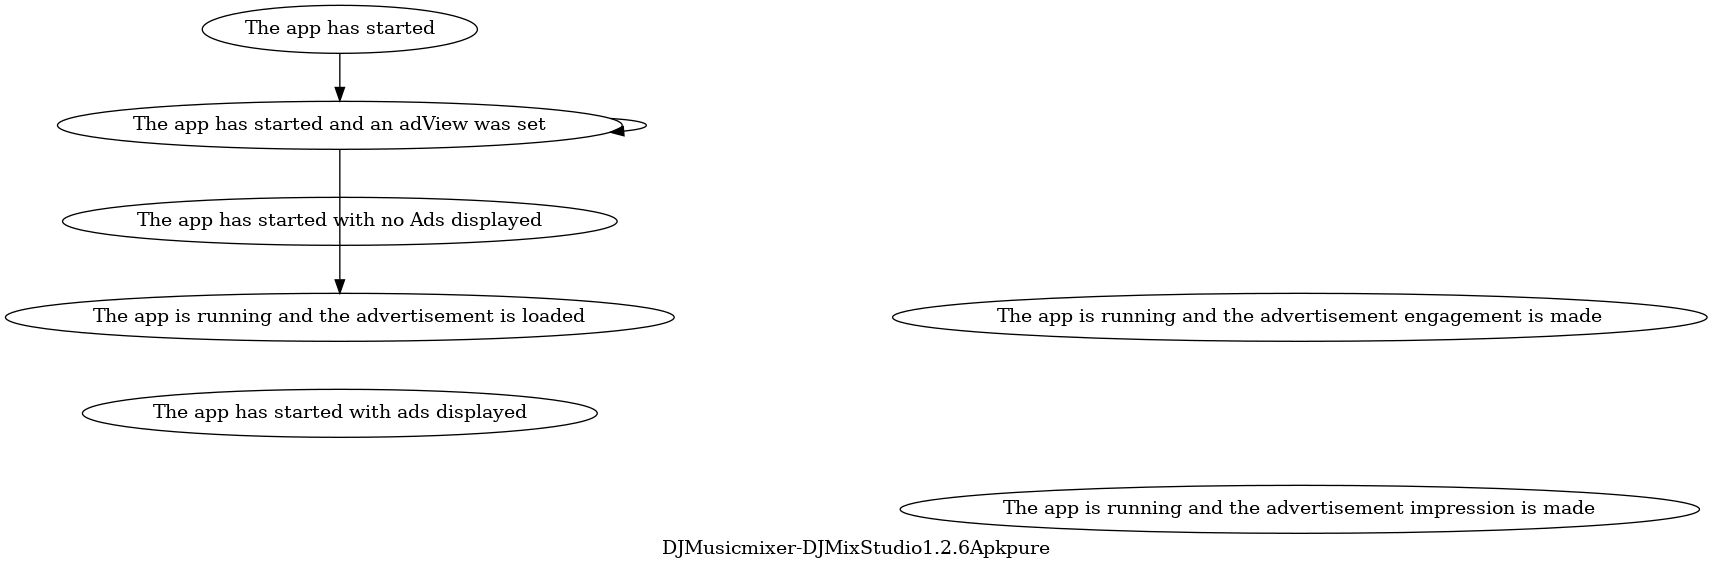 The app has started
The app has started and an adView was set
The app has started with no Ads displayed
The app is running and the advertisement is loaded
The app is running and the advertisement engagement is made
The app has started with ads displayed
The app is running and the advertisement impression is made
DJMusicmixer-DJMixStudio1.2.6Apkpure